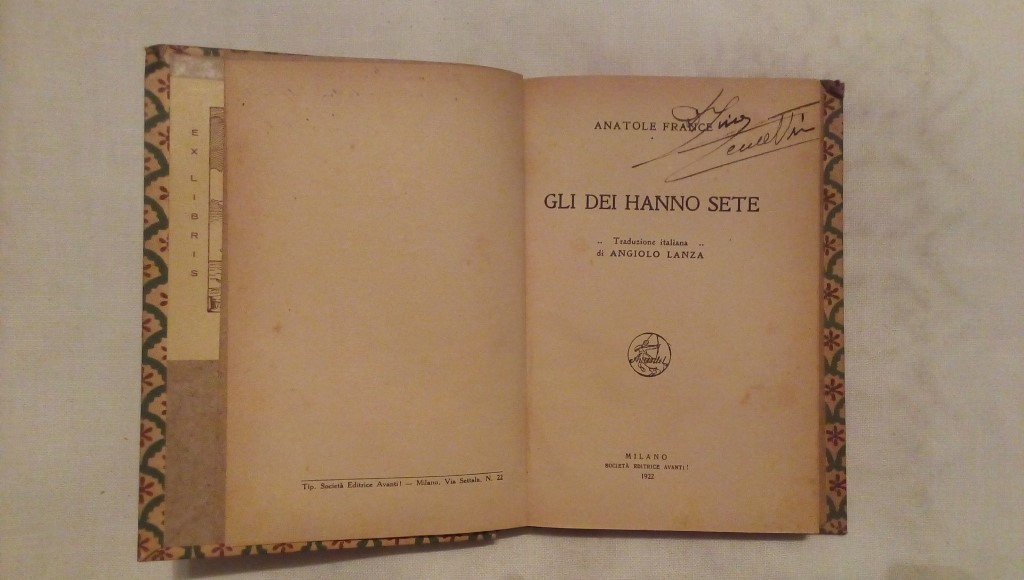 EX LIBRIS
Tip. Società Editrice Avanti! — Milano, Via Settala, N. 22
ANATOLE FRANCE
GLI DEI HANNO SETE
.. Traduzione italiana ..
di ANGIOLO LANZA
Avanti!
MILANO
SOCIETÀ EDITRICE AVANTI!
1922